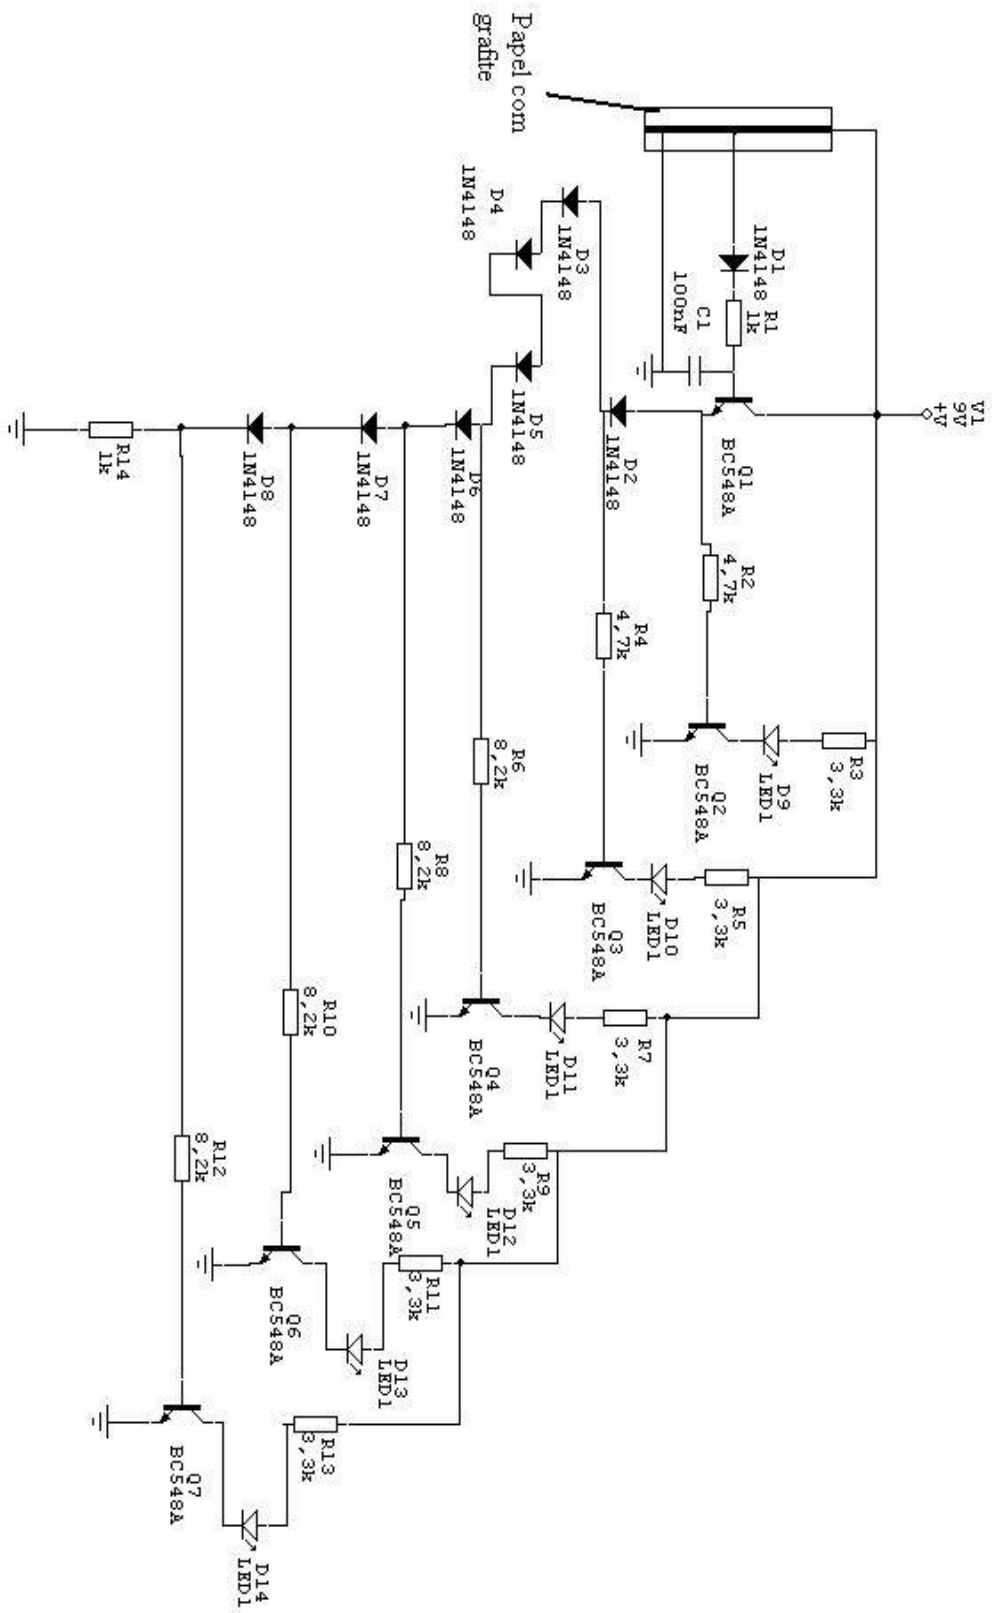 Papel com
grafite
D1
1N4148
R1
1k
C1
100nF
V1
9V
+V
Q1
BC548A
D2
1N4148
D3
1N4148
D4
1N4148
D5
1N4148
D6
1N4148
D7
1N4148
D8
1N4148
R14
1k
R2
4,7k
R4
4,7k
R3
3,3k
D9
LED1
Q2
BC548A
R6
8,2k
R5
3,3k
D10
LED1
Q3
BC548A
R8
8,2k
R7
3,3k
D11
LED1
Q4
BC548A
R10
8,2k
R9
3,3k
D12
LED1
Q5
BC548A
R12
8,2k
R11
3,3k
D13
LED1
Q6
BC548A
R13
3,3k
D14
LED1
Q7
BC548A